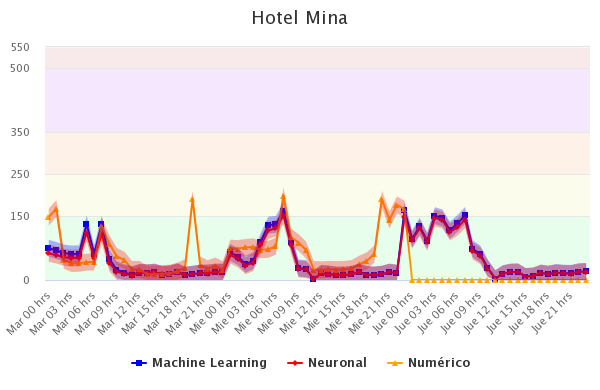 Hotel Mina
550
500
350
250
150
0
Mar 00 hrs
Mar 03 hrs
Mar 06 hrs
Mar 09 hrs
Mar 12 hrs
Mar 15 hrs
Mar 18 hrs
Mar 21 hrs
Mie 00 hrs
Mie 03 hrs
Mie 06 hrs
Mie 09 hrs
Mie 12 hrs
Mie 15 hrs
Mie 18 hrs
Mie 21 hrs
Jue 00 hrs
Jue 03 hrs
Jue 06 hrs
Jue 09 hrs
Jue 12 hrs
Jue 15 hrs
Jue 18 hrs
Jue 21 hrs
Machine Learning Neuronal Numérico